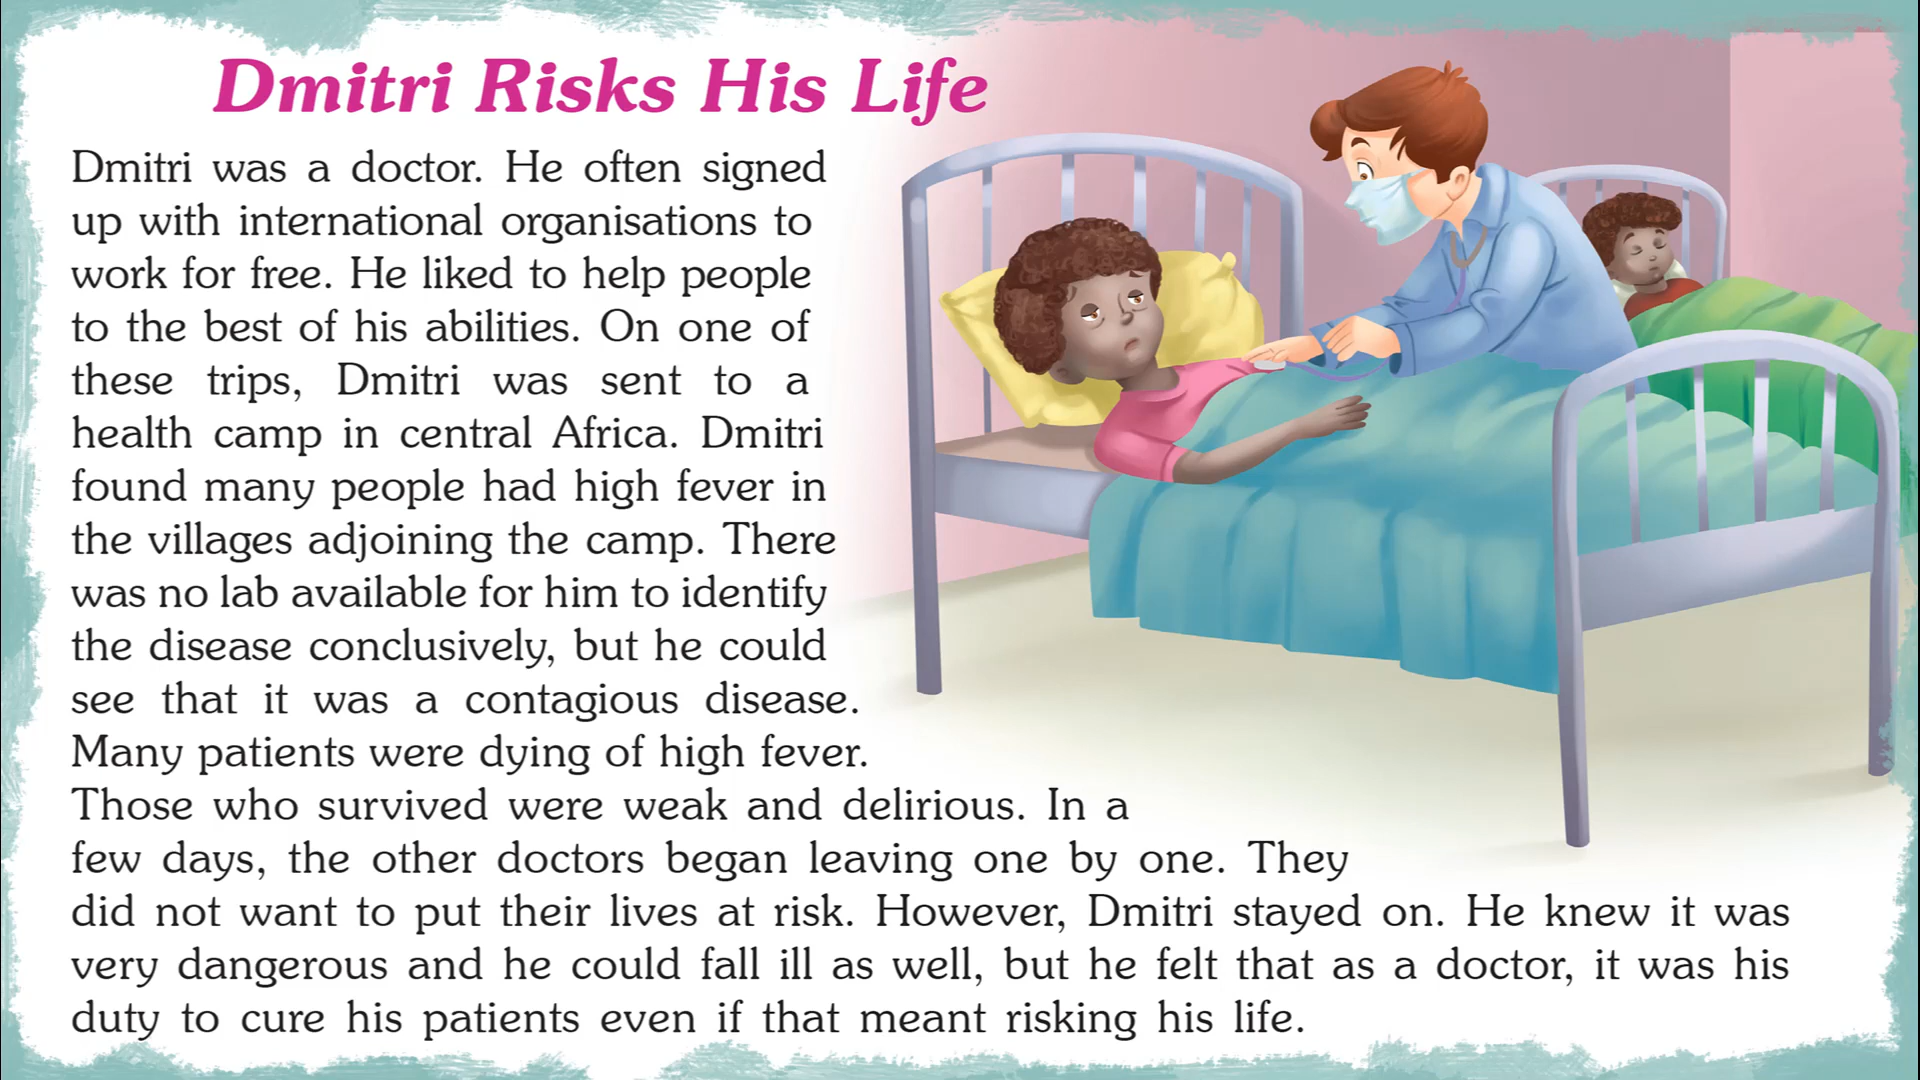 Dmitri Risks His Life
Dmitri was a doctor. He often signed
up with international organisations to
work for free. He liked to help people
to the best of his abilities. On one of
these trips, Dmitri was sent to a
health camp in central Africa. Dmitri
found many people had high fever in
the villages adjoining the camp. There
was no lab available for him to identify
the disease conclusively, but he could
see that it was a contagious disease.
Many patients were dying of high fever.
Those who survived were weak and delirious. In a
few days, the other doctors began leaving one by one. They
did not want to put their lives at risk. However, Dmitri stayed on. He knew it was
very dangerous and he could fall ill as well, but he felt that as a doctor, it was his
duty to cure his patients even if that meant risking his life.